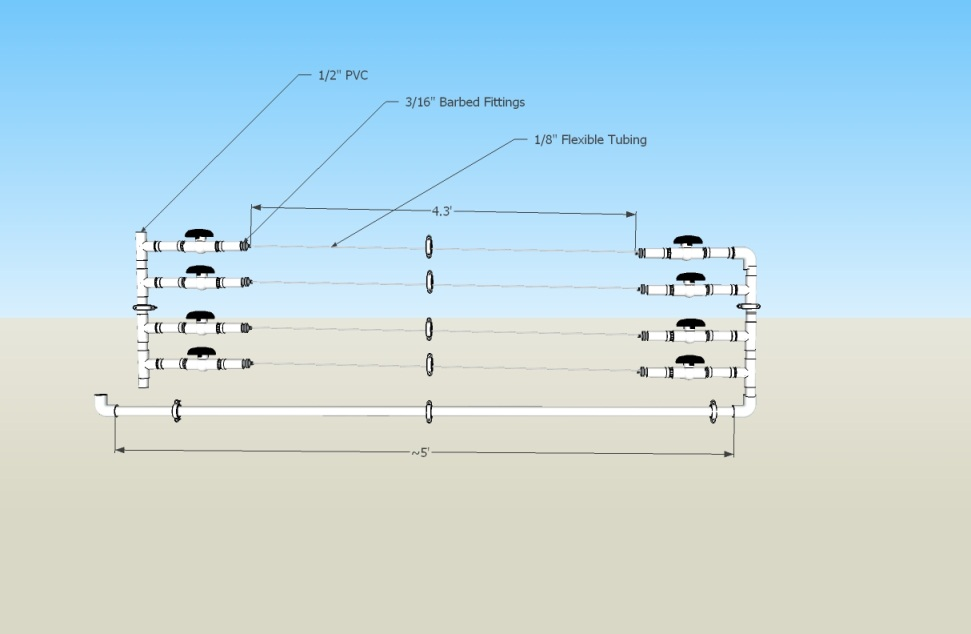 1/2" PVC
3/16" Barbed Fittings
1/8" Flexible Tubing
4.3'
~5'